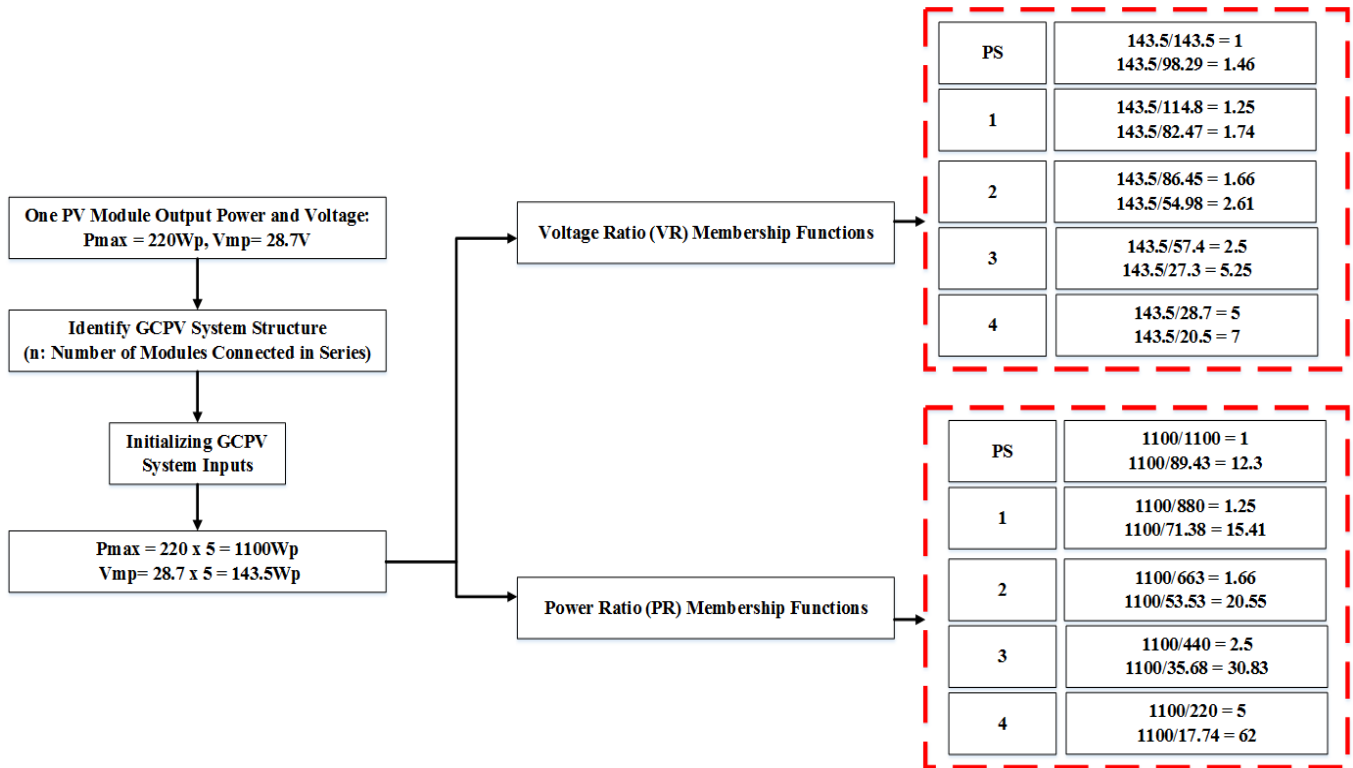 One PV Module Output Power and Voltage:
Pmax = 220Wp, Vmp= 28.7V
Identify GCPV System Structure
(n: Number of Modules Connected in Series)
Initializing GCPV
System Inputs
Pmax = 220 x 5 = 1100Wp
Vmp= 28.7 x 5 = 143.5Wp
Voltage Ratio (VR) Membership Functions
Power Ratio (PR) Membership Functions
PS
143.5/143.5 = 1
143.5/98.29 = 1.46
1
143.5/114.8 = 1.25
143.5/82.47 = 1.74
2
143.5/86.45 = 1.66
143.5/54.98 = 2.61
3
143.5/57.4 = 2.5
143.5/27.3 = 5.25
4
143.5/28.7 = 5
143.5/20.5 = 7
PS
1100/1100 = 1
1100/89.43 = 12.3
1
1100/880 = 1.25
1100/71.38 = 15.41
2
1100/663 = 1.66
1100/53.53 = 20.55
3
1100/440 = 2.5
1100/35.68 = 30.83
4
1100/220 = 5
1100/17.74 = 62